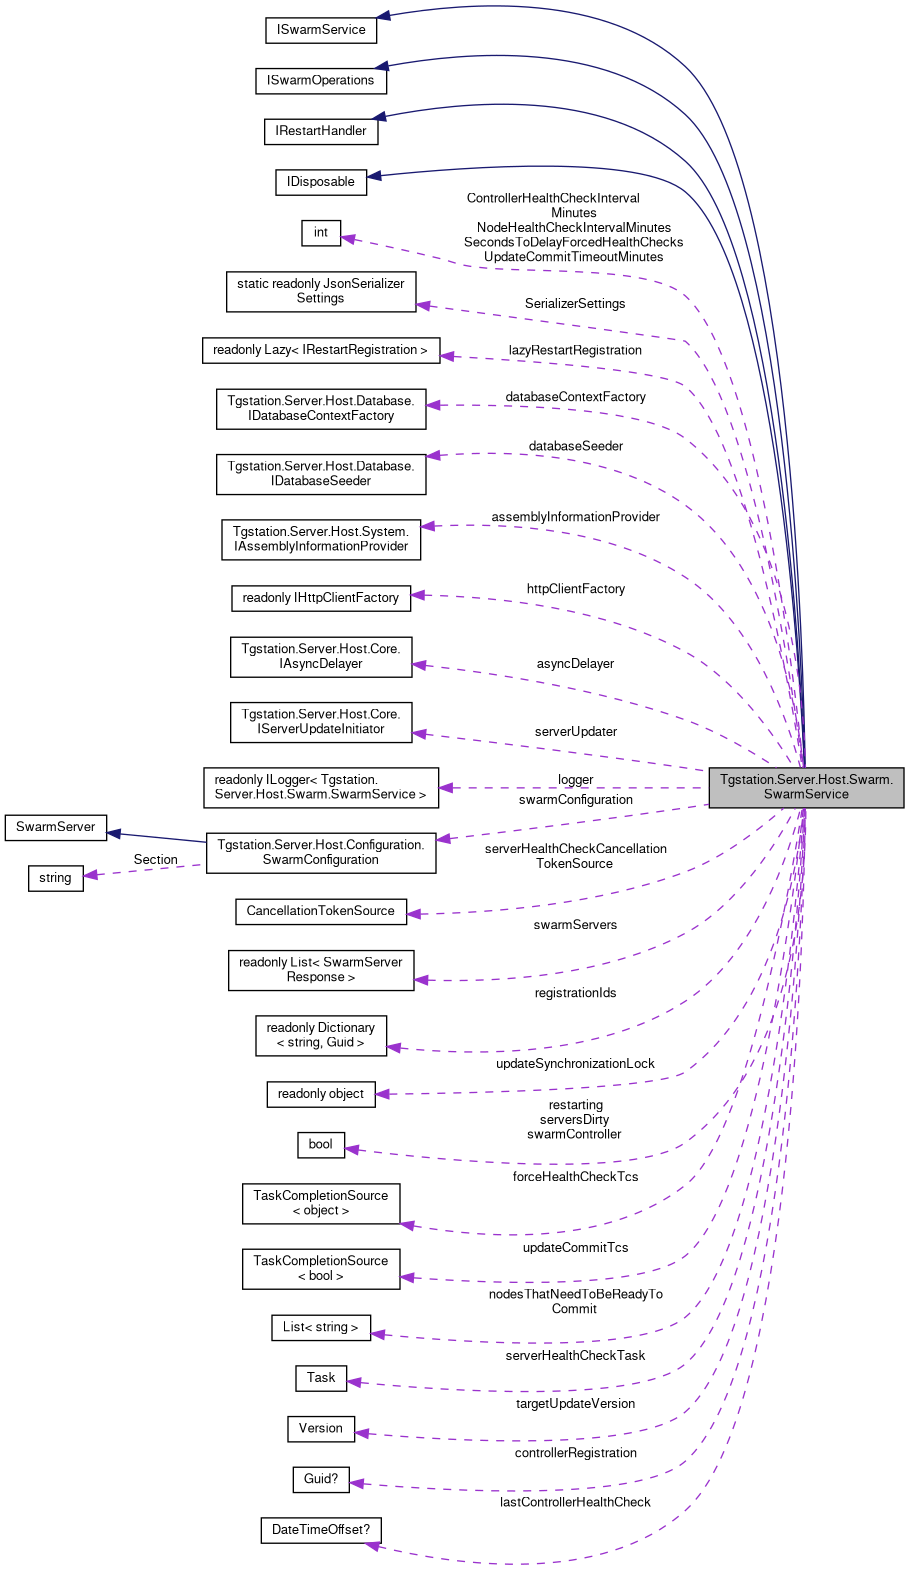 ISwarmService
ISwarmOperations
IRestartHandler
IDisposable
ControllerHealthCheckInterval
Minutes
NodeHealthCheckIntervalMinutes
SecondsToDelayForcedHealthChecks
UpdateCommitTimeoutMinutes
int
static readonly JsonSerializer
Settings
SerializerSettings
readonly Lazy< IRestartRegistration >
lazyRestartRegistration
Tgstation.Server.Host.Database.
IDatabaseContextFactory
databaseContextFactory
Tgstation.Server.Host.Database.
IDatabaseSeeder
databaseSeeder
Tgstation.Server.Host.System.
IAssemblyInformationProvider
assemblyInformationProvider
readonly IHttpClientFactory
httpClientFactory
Tgstation.Server.Host.Core.
IAsyncDelayer
asyncDelayer
Tgstation.Server.Host.Core.
IServerUpdateInitiator
serverUpdater
Tgstation.Server.Host.Swarm.
SwarmService
readonly ILogger< Tgstation.
Server.Host.Swarm.SwarmService >
logger
swarmConfiguration
SwarmServer
Tgstation.Server.Host.Configuration.
SwarmConfiguration
Section
string
serverHealthCheckCancellation
TokenSource
CancellationTokenSource
swarmServers
readonly List< SwarmServer
Response >
registrationIds
readonly Dictionary
< string, Guid >
updateSynchronizationLock
readonly object
restarting
serversDirty
swarmController
bool
forceHealthCheckTcs
TaskCompletionSource
< object >
updateCommitTcs
TaskCompletionSource
< bool >
nodesThatNeedToBeReadyTo
Commit
List< string >
serverHealthCheckTask
Task
targetUpdateVersion
Version
controllerRegistration
Guid?
lastControllerHealthCheck
DateTimeOffset?